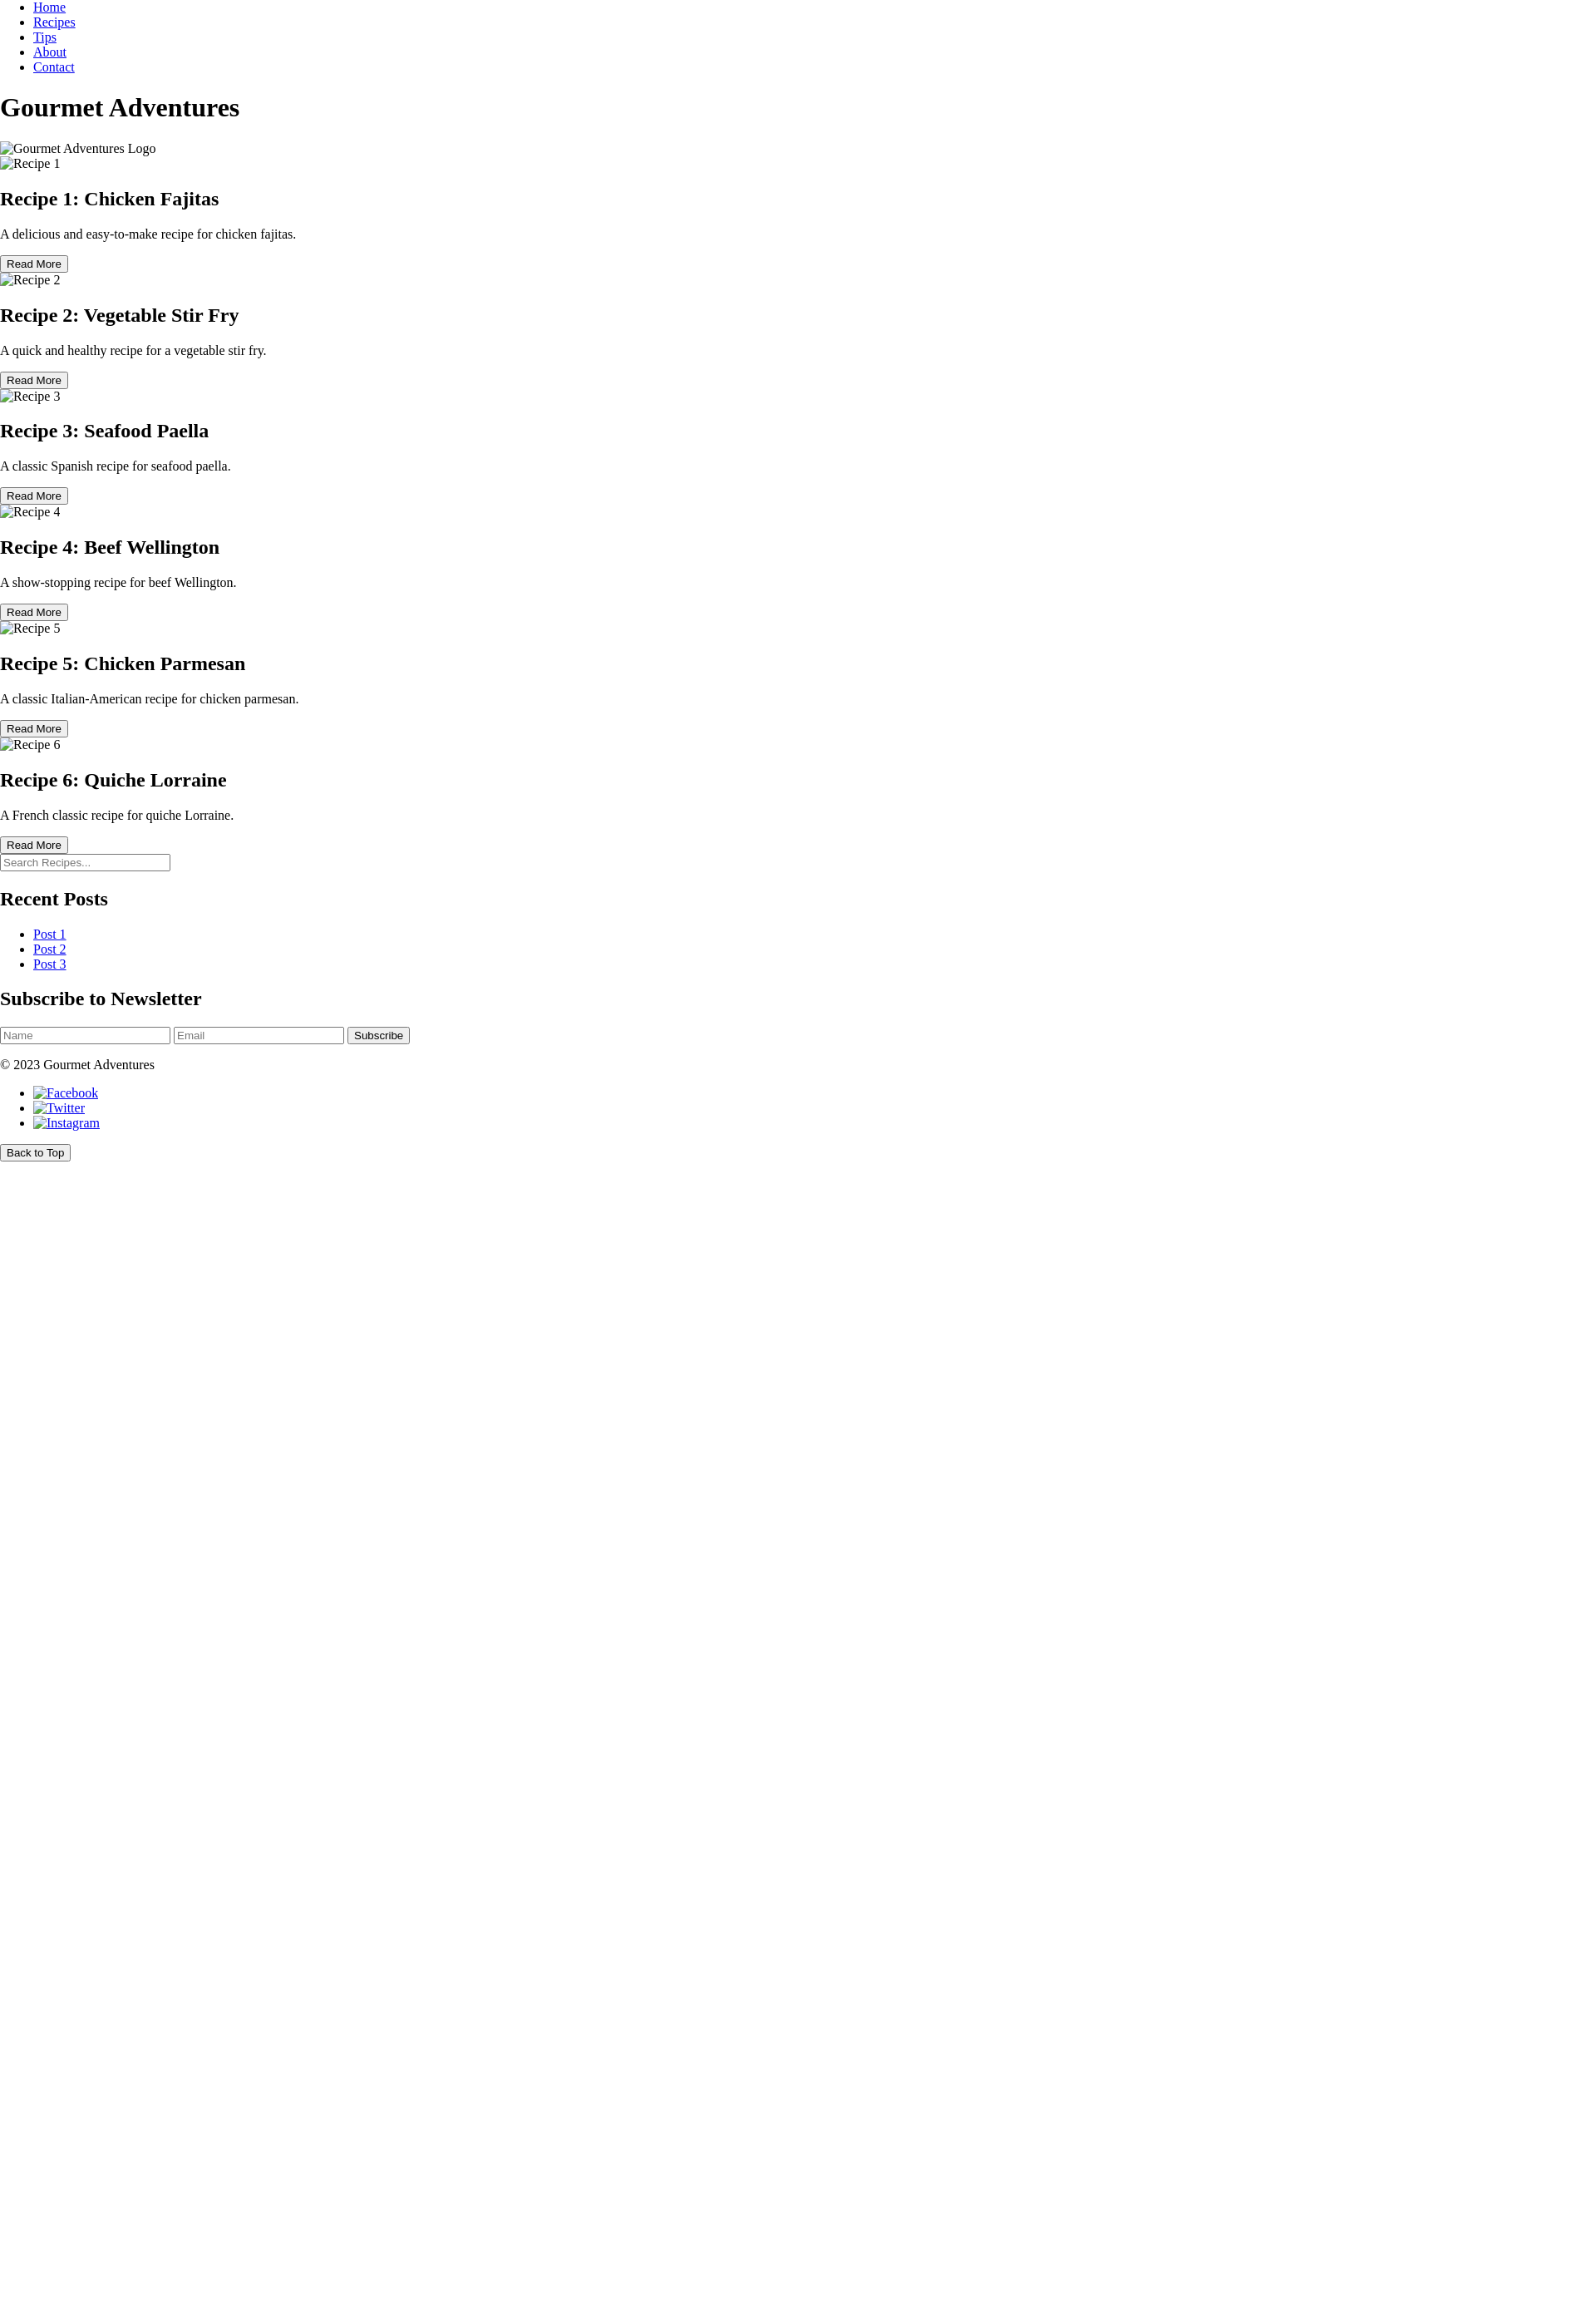 Home
Recipes
Tips
About
Contact
Gourmet Adventures
Gourmet Adventures Logo
Recipe 1
Recipe 1: Chicken Fajitas
A delicious and easy-to-make recipe for chicken fajitas.
Read More
Recipe 2
Recipe 2: Vegetable Stir Fry
A quick and healthy recipe for a vegetable stir fry.
Read More
Recipe 3
Recipe 3: Seafood Paella
A classic Spanish recipe for seafood paella.
Read More
Recipe 4
Recipe 4: Beef Wellington
A show-stopping recipe for beef Wellington.
Read More
Recipe 5
Recipe 5: Chicken Parmesan
A classic Italian-American recipe for chicken parmesan.
Read More
Recipe 6
Recipe 6: Quiche Lorraine
A French classic recipe for quiche Lorraine.
Read More
Search Recipes...
Recent Posts
Post 1
Post 2
Post 3
Subscribe to Newsletter
Name Email Subscribe
© 2023 Gourmet Adventures
Facebook
Twitter
Instagram
Back to Top